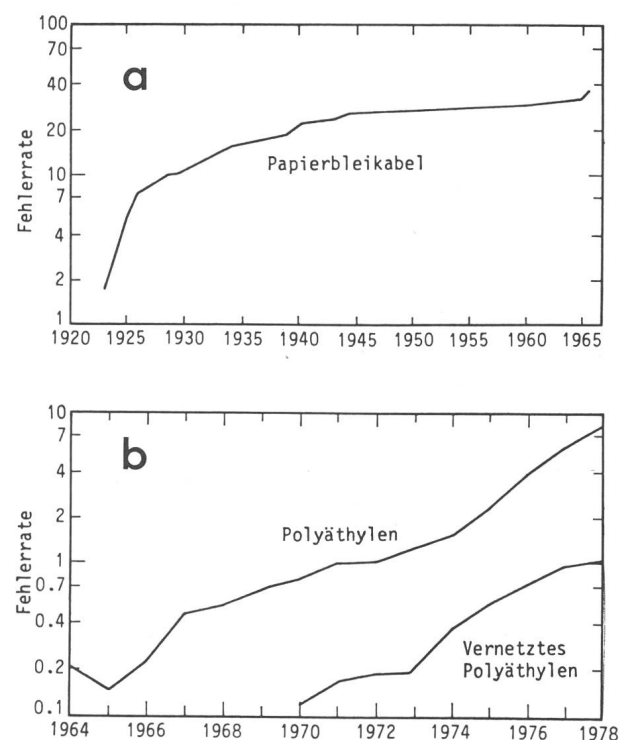 100
70
40
20
10
7
4
2
1
Fehlerrate
a
Papierbleikabel
1920 1925 1930 1935 1940 1945 1950 1955 1960 1965
10
7
4
2
1
0.7
0.4
0.2
0.1
Fehlerrate
b
Polyäthylen
Vernetztes
Polyäthylen
1964 1966 1968 1970 1972 1974 1976 1978